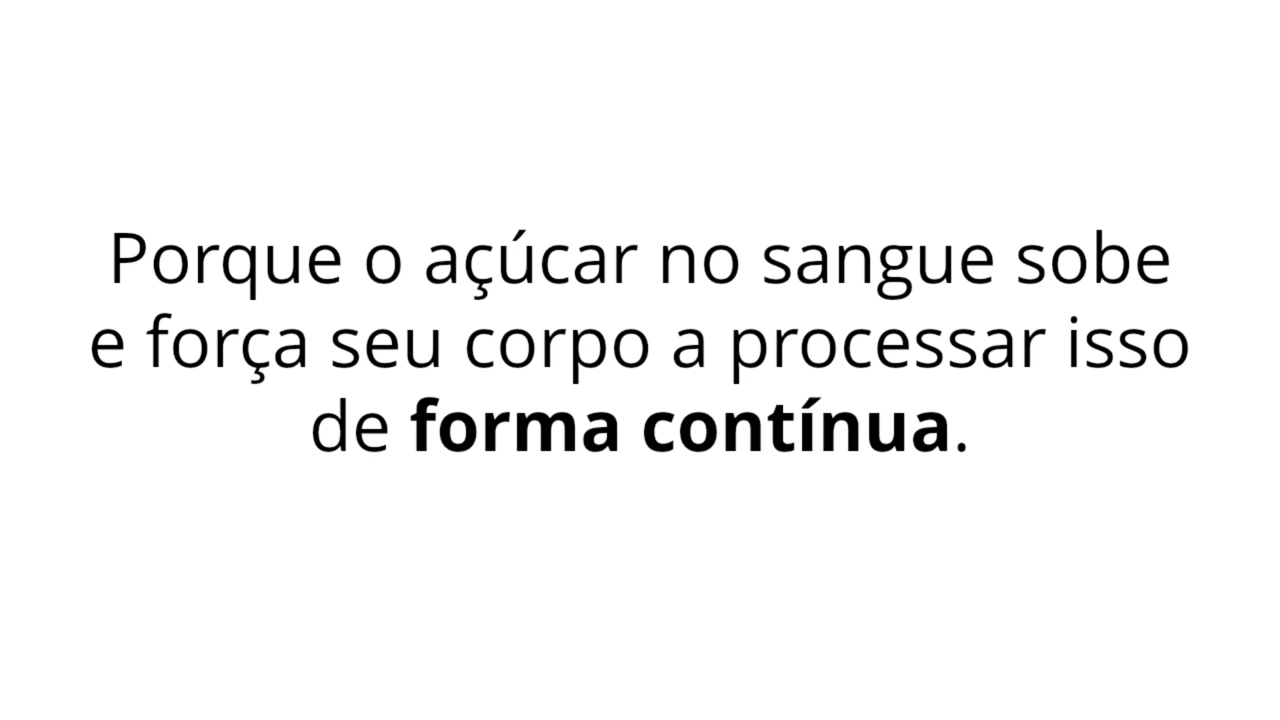 Porque o açúcar no sangue sobe
e força seu corpo a processar isso
de forma contínua.